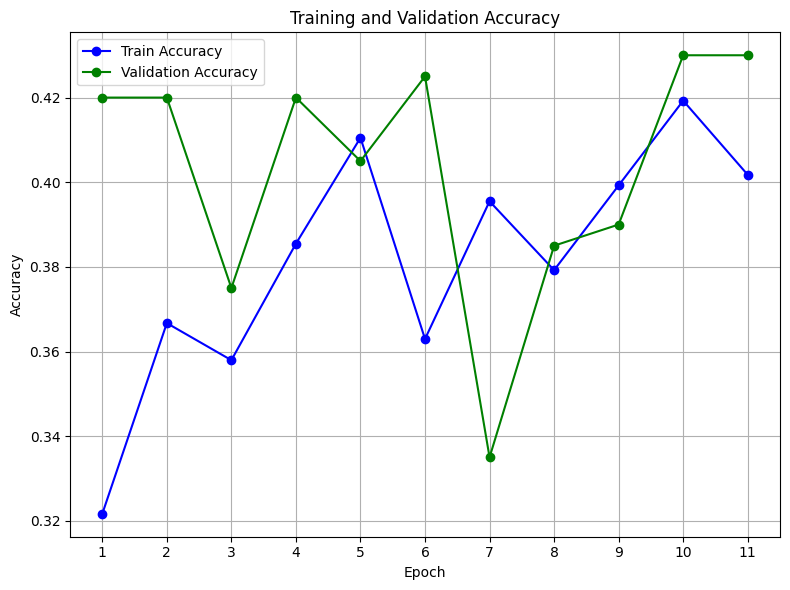 Training and Validation Accuracy
Train Accuracy
Validation Accuracy
Accuracy
0.42
0.40
0.38
0.36
0.34
0.32
1 2 3 4 5 6 7 8 9 10 11
Epoch